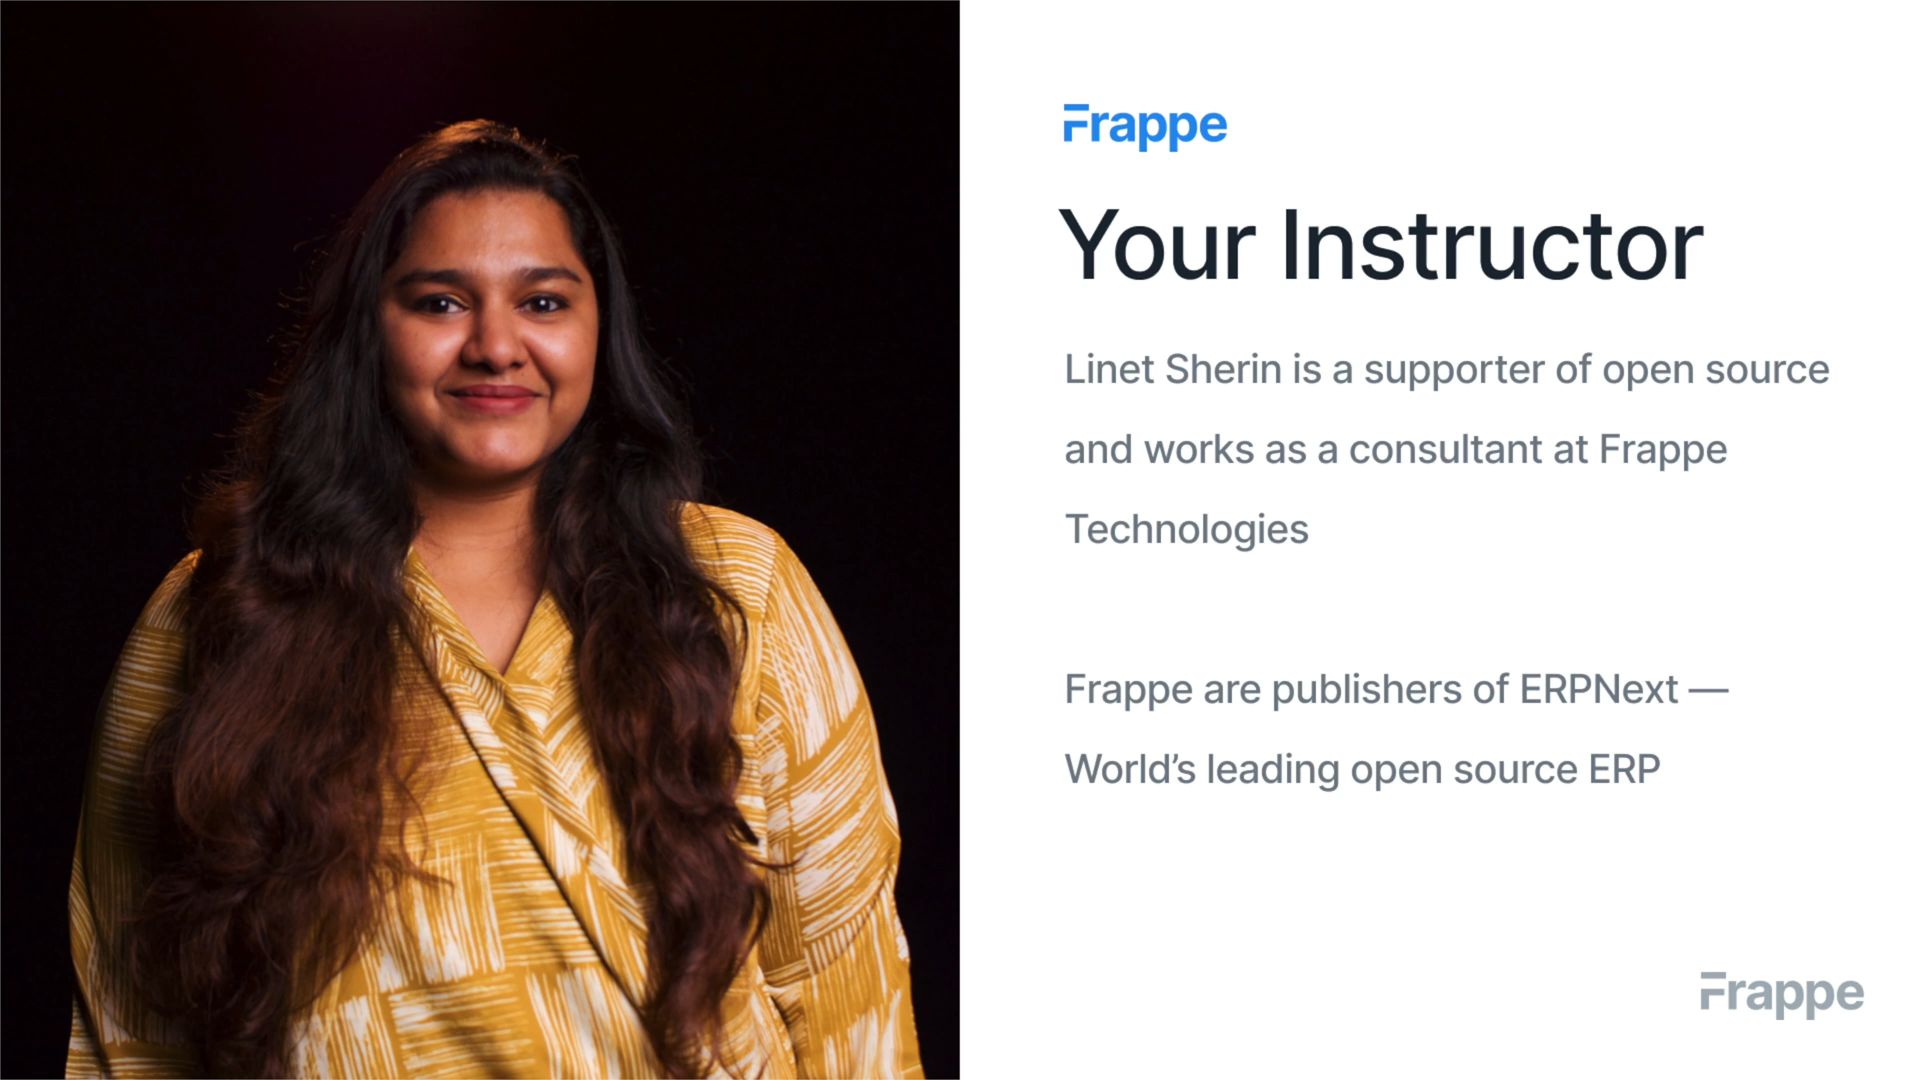 Frappe
Your Instructor
Linet Sherin is a supporter of open source
and works as a consultant at Frappe
Technologies
Frappe are publishers of ERPNext —
World’s leading open source ERP
Frappe